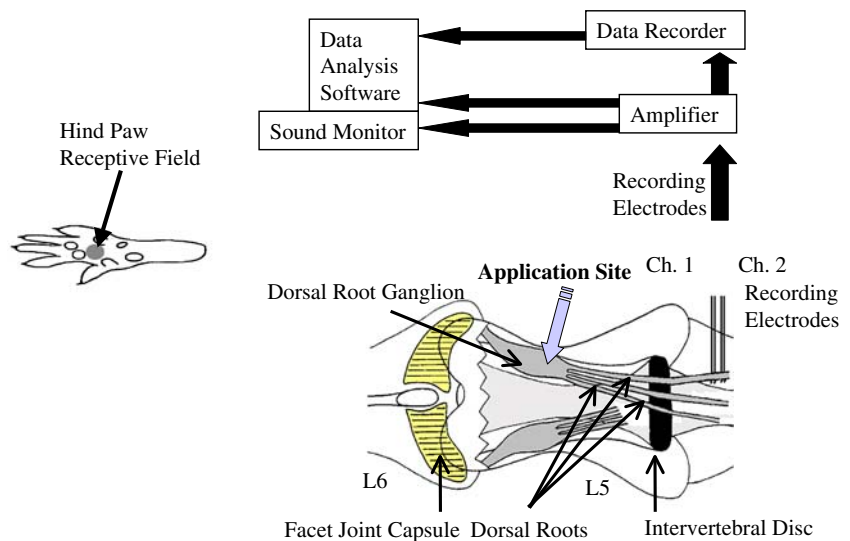 Data
Analysis
Software
Data Recorder
Sound Monitor
Amplifier
Hind Paw
Receptive Field
Recording
Electrodes
Application Site
Ch. 1
Ch. 2
Recording
Electrodes
Dorsal Root Ganglion
L6
L5
Facet Joint Capsule
Dorsal Roots
Intervertebral Disc